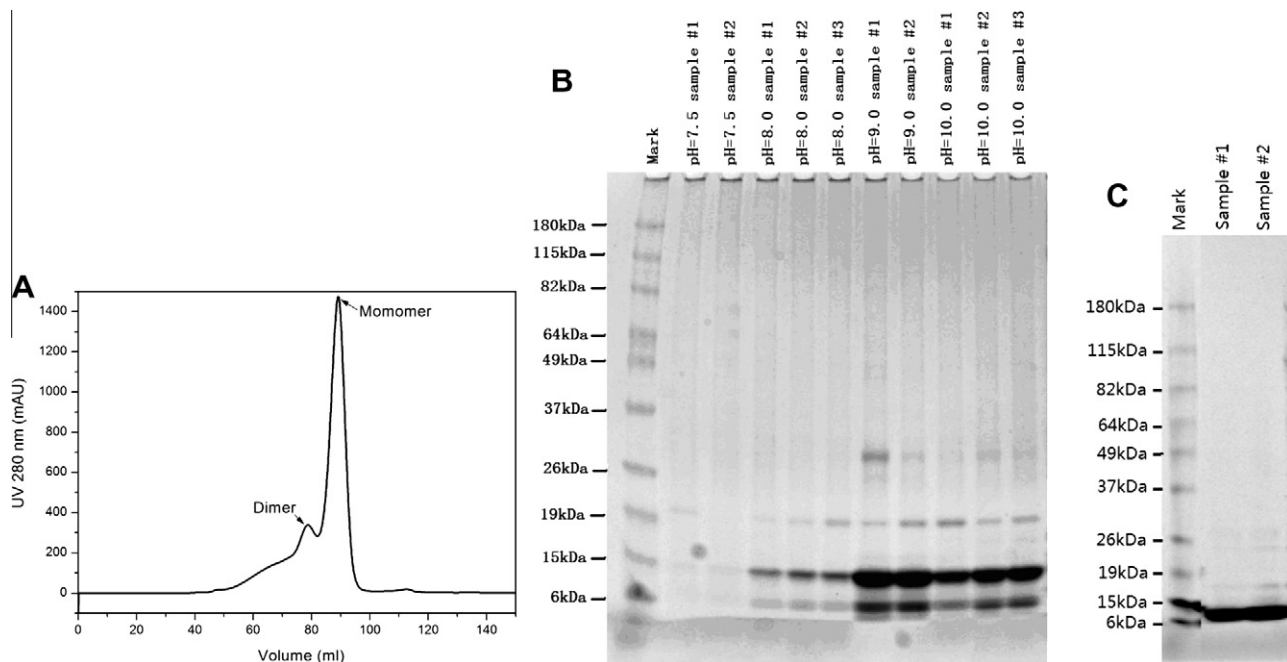 A
UV 280 nm (mAU)
1400
1200
1000
800
600
400
200
0
Momomer
Dimer
0 20 40 60 80 100 120 140
Volume (ml)
B
Mark
pH=7.5 sample #1
pH=7.5 sample #2
pH=8.0 sample #1
pH=8.0 sample #2
pH=8.0 sample #3
pH=9.0 sample #1
pH=9.0 sample #2
pH=10.0 sample #1
pH=10.0 sample #2
pH=10.0 sample #3
180kDa
115kDa
82kDa
64kDa
49kDa
37kDa
26kDa
19kDa
15kDa
6kDa
C
Mark
Sample #1
Sample #2
180kDa
115kDa
82kDa
64kDa
49kDa
37kDa
26kDa
19kDa
15kDa
6kDa